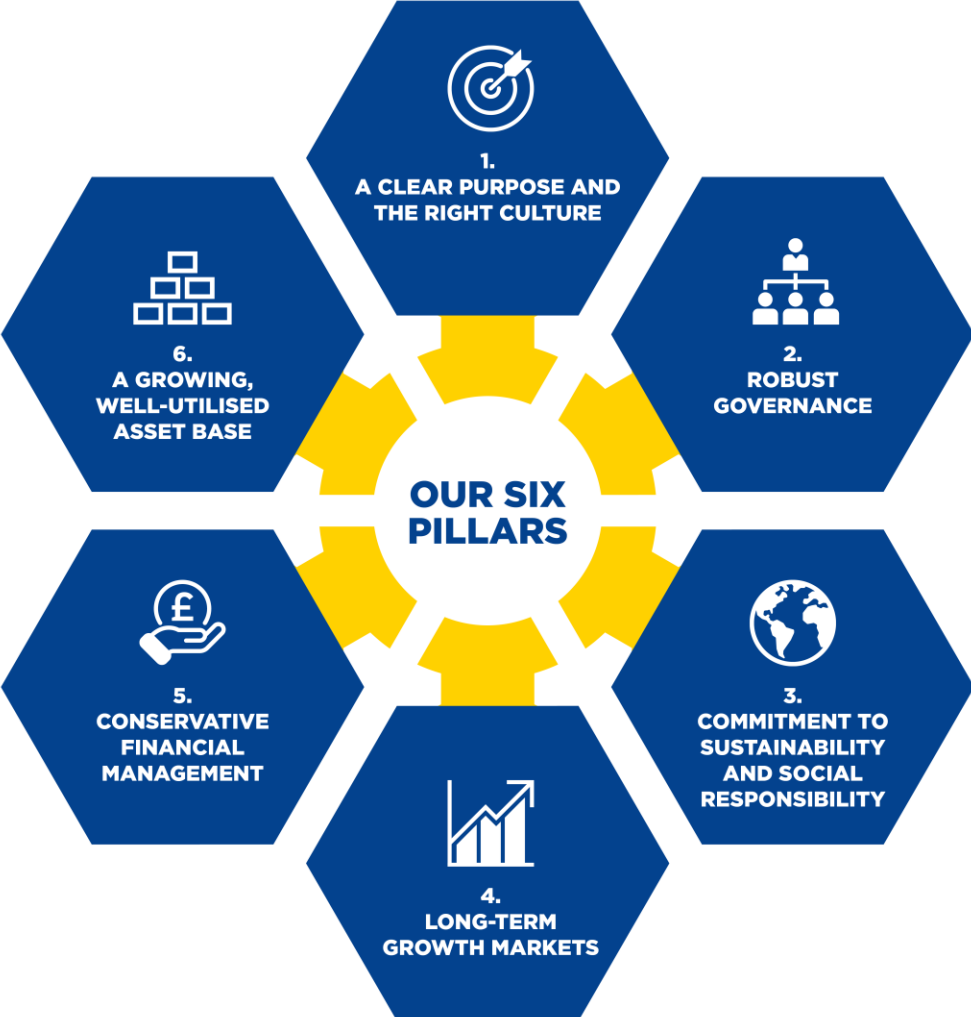 1.
A CLEAR PURPOSE AND
THE RIGHT CULTURE
2.
ROBUST
GOVERNANCE
3.
COMMITMENT TO
SUSTAINABILITY
AND SOCIAL
RESPONSIBILITY
4.
LONG-TERM
GROWTH MARKETS
5.
CONSERVATIVE
FINANCIAL
MANAGEMENT
£
6.
A GROWING,
WELL-UTILISED
ASSET BASE
OUR SIX
PILLARS